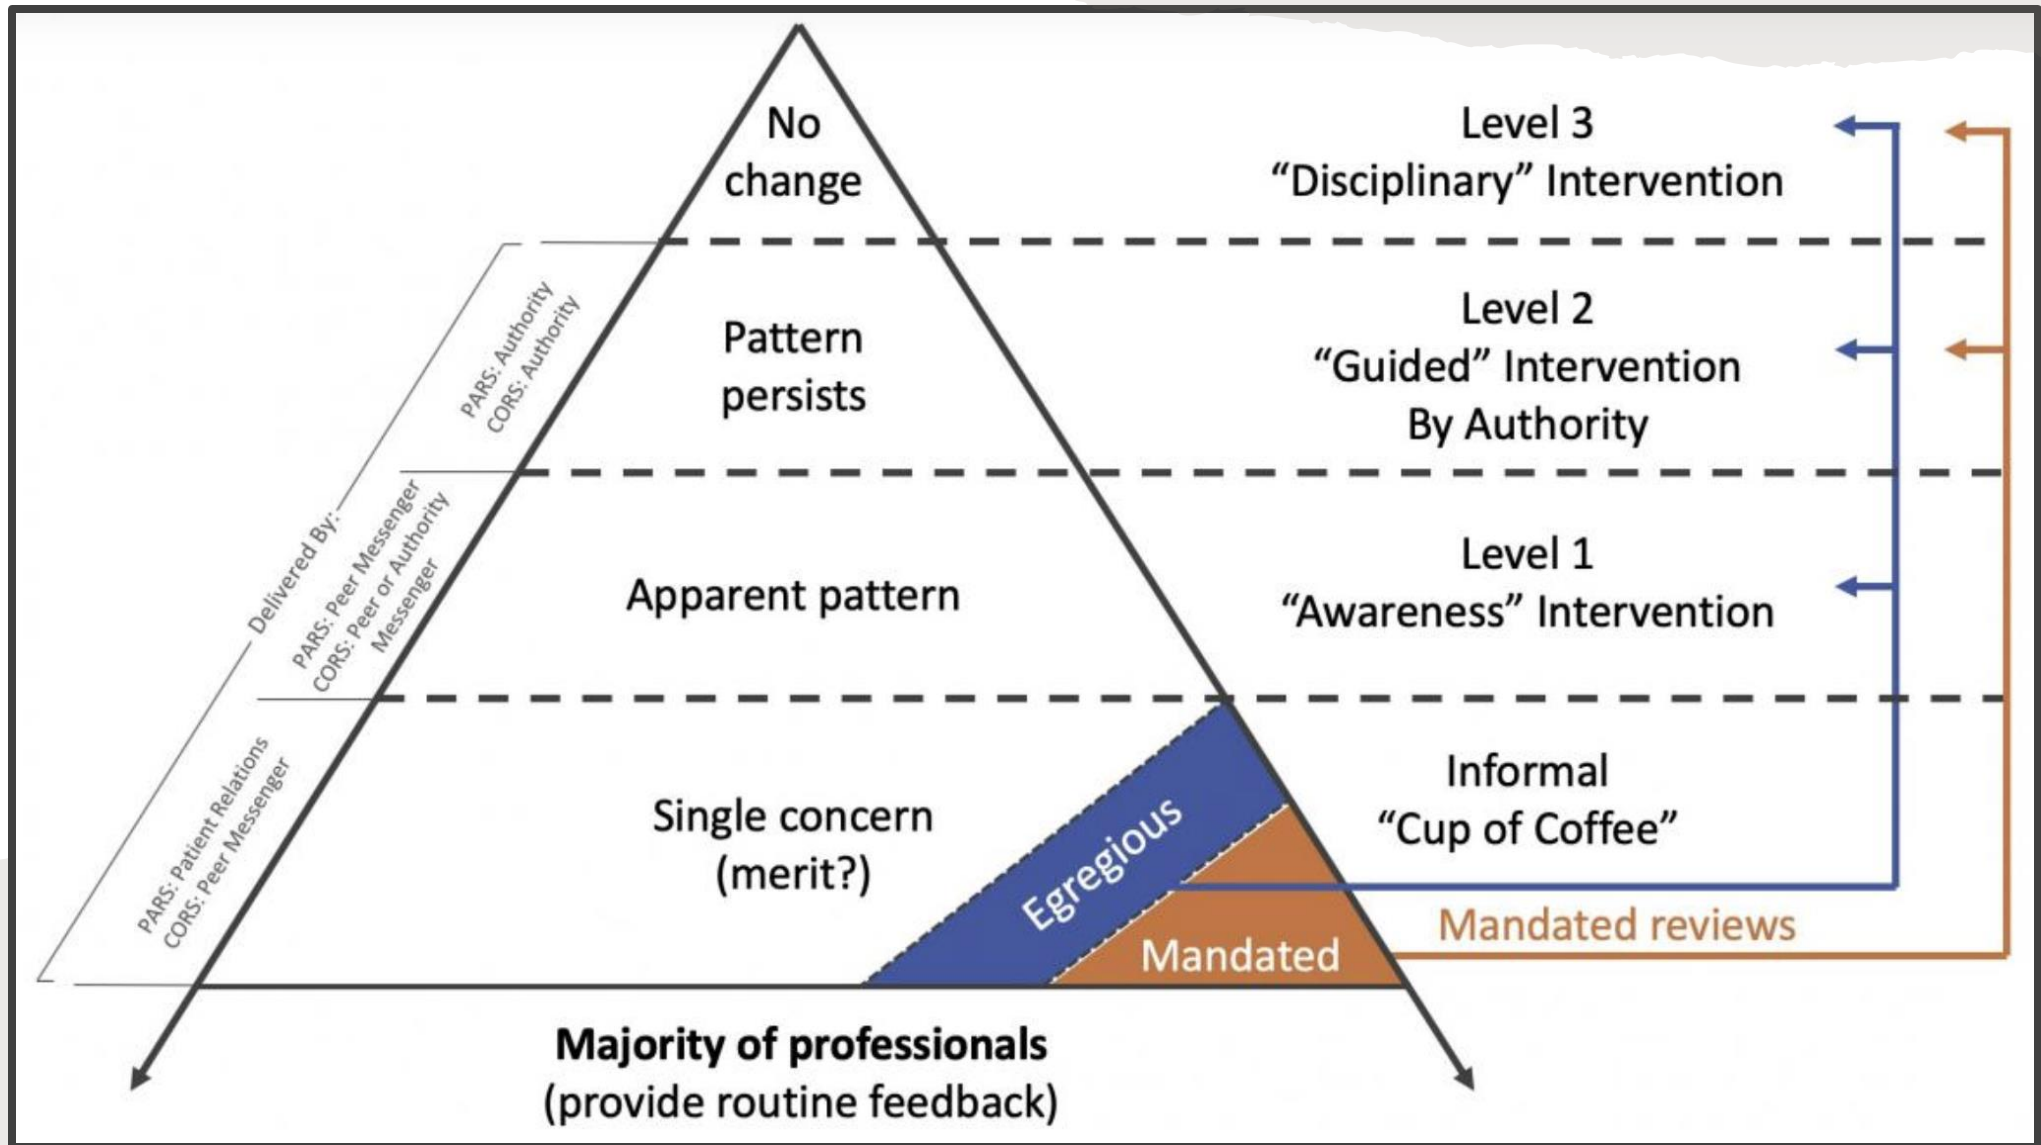 No
change
Level 3
“Disciplinary” Intervention
PARS: Authority
CORS: Authority
Pattern
persists
Level 2
“Guided” Intervention
By Authority
Delivered By:
PARS: Peer Messenger
CORS: Peer or Authority
Messenger
Apparent pattern
Level 1
“Awareness” Intervention
PARS: Patient Relations
CORS: Peer Messenger
Single concern
(merit?)
Egregious
Mandated
Informal
“Cup of Coffee”
Mandated reviews
Majority of professionals
(provide routine feedback)